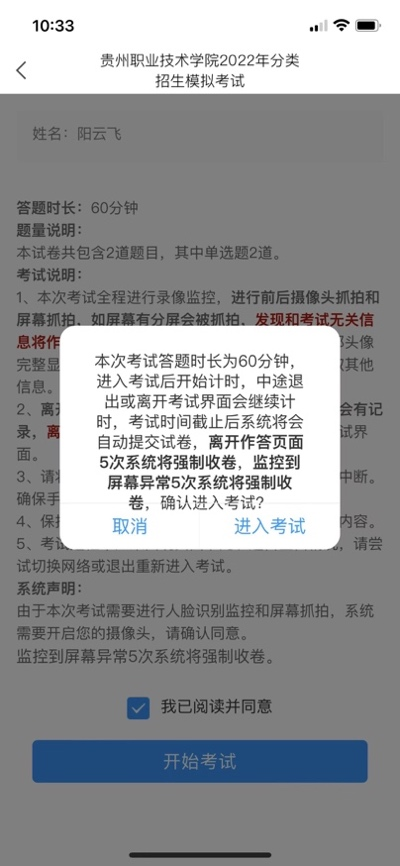 10:33
贵州职业技术学院2022年分类
招生模拟考试
姓名：阳云飞
答题时长：60分钟
题量说明：
本试卷共包含2道题目，其中单选题2道。
考试说明：
1、本次考试全程进行录像监控，进行前后摄像头抓拍和
屏幕抓拍，如屏幕有分屏会被抓拍，发现和考试无关信
息将作
完整显
其他
信息。
2、离
会有记
录，离
试界
面。
3、请
中断。
确保手
4、保
内容。
5、考
请尝
试切换网络或退出重新进入考试。
本次考试答题时长为60分钟，
进入考试后开始计时，中途退
出或离开考试界面会继续计
时，考试时间截止后系统将会
自动提交试卷，离开作答页面
5次系统将强制收卷，监控到
屏幕异常5次系统将强制收
卷，确认进入考试？
取消
进入考试
系统声明：
由于本次考试需要进行人脸识别监控和屏幕抓拍，系统
需要开启您的摄像头，请确认同意。
监控到屏幕异常5次系统将强制收卷。
我已阅读并同意
开始考试